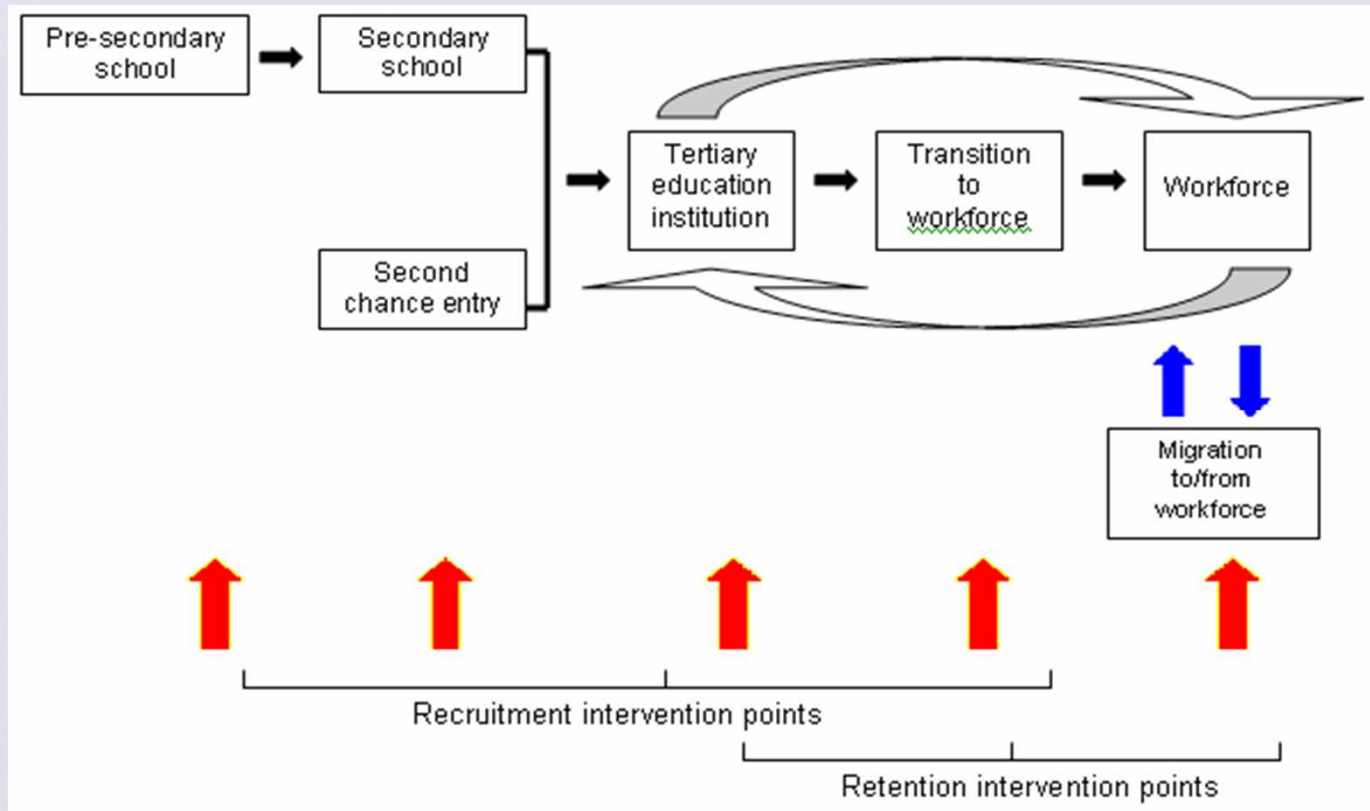 Pre-secondary
school
Secondary
school
Second
chance entry
Tertiary
education
institution
Transition
to
workforce
Workforce
Migration
to/from
workforce
Recruitment intervention points
Retention intervention points